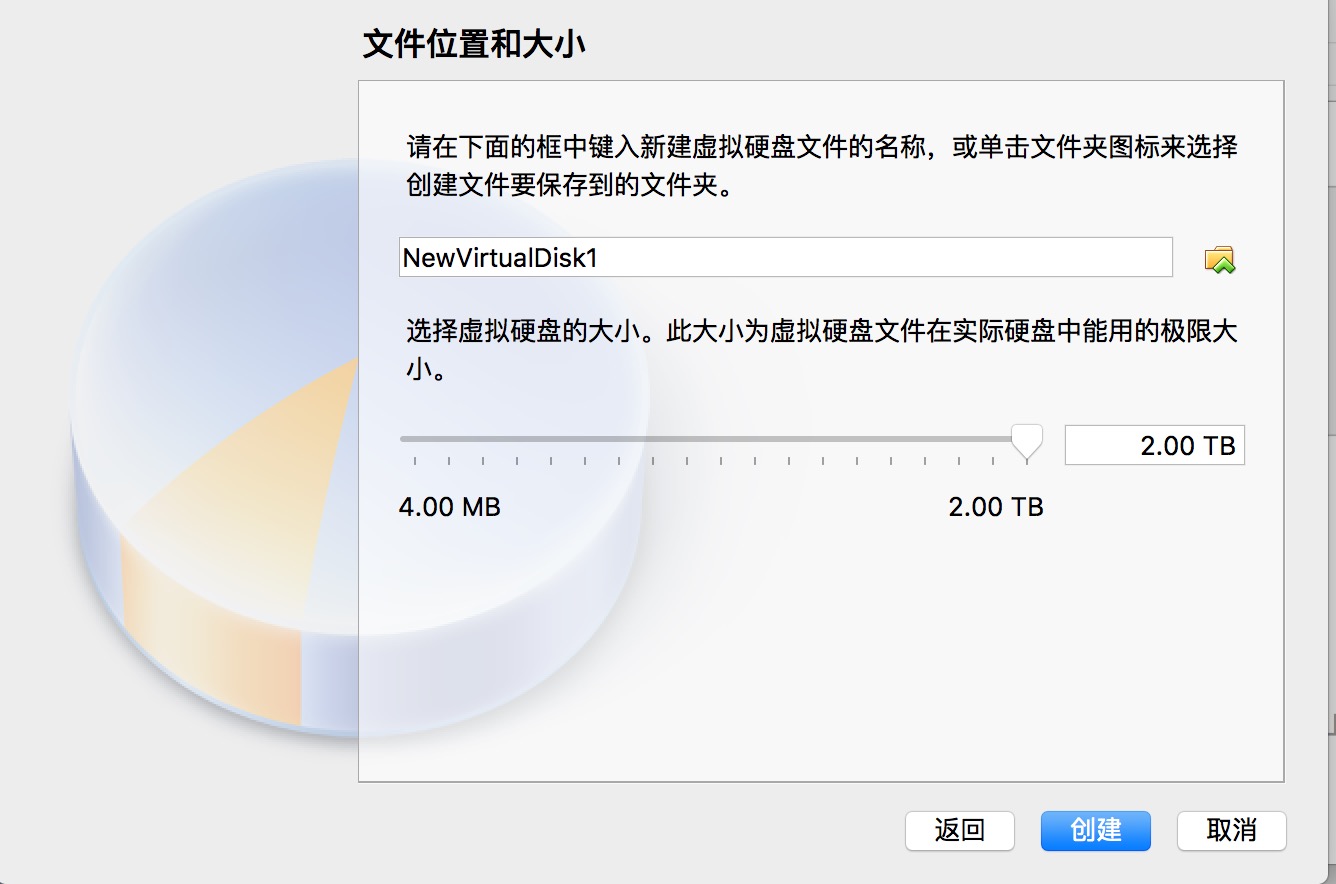 文件位置和大小
请在下面的框中键入新建虚拟硬盘文件的名称，或单击文件夹图标来选择
创建文件要保存到的文件夹。
NewVirtualDisk1
选择虚拟硬盘的大小。此大小为虚拟硬盘文件在实际硬盘中能用的极限大
小。
2.00 TB
4.00 MB
2.00 TB
返回
创建
取消